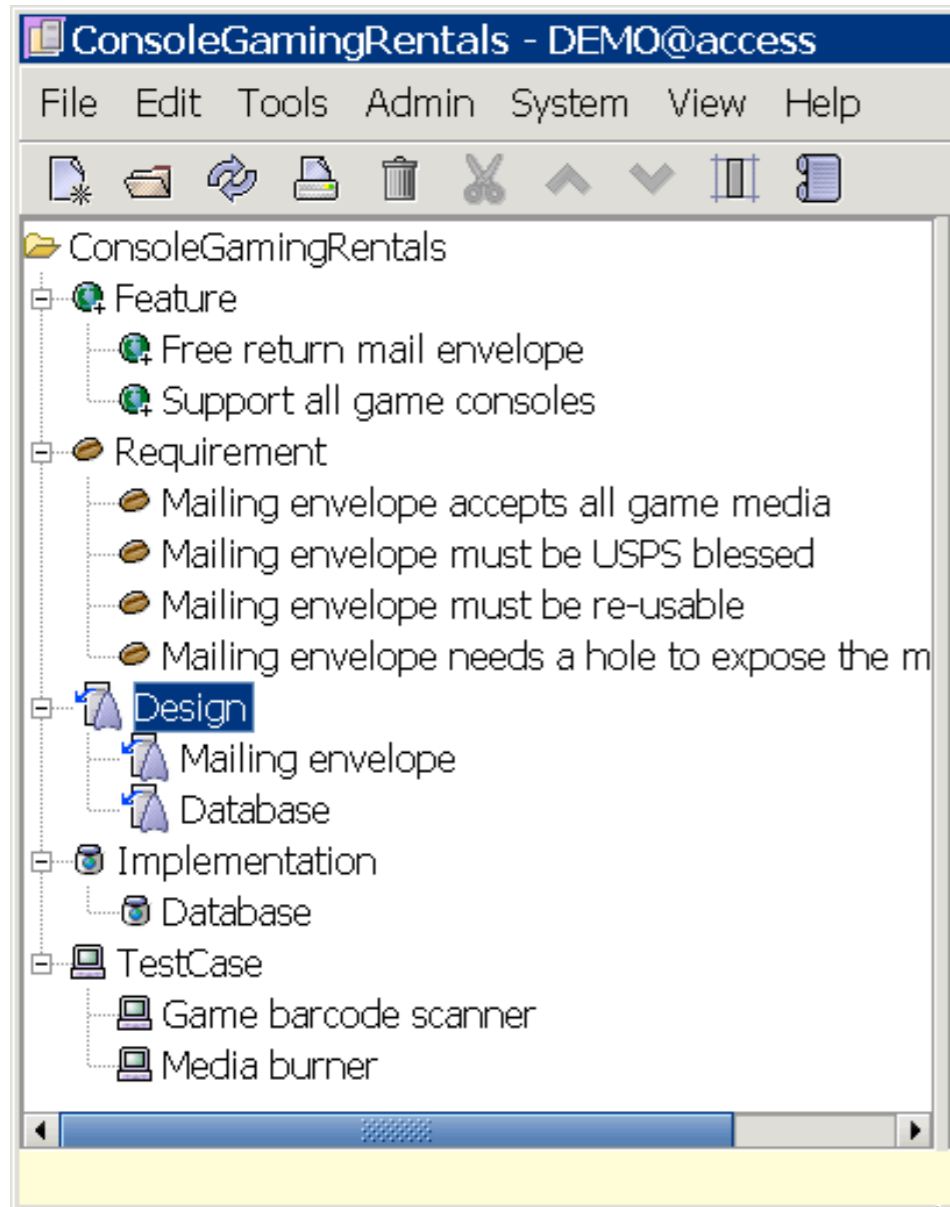 ConsoleGamingRentals - DEMO@access
File Edit Tools Admin System View Help
ConsoleGamingRentals
Feature
Free return mail envelope
Support all game consoles
Requirement
Mailing envelope accepts all game media
Mailing envelope must be USPS blessed
Mailing envelope must be re-usable
Mailing envelope needs a hole to expose the m
Design
Mailing envelope
Database
Implementation
Database
TestCase
Game barcode scanner
Media burner